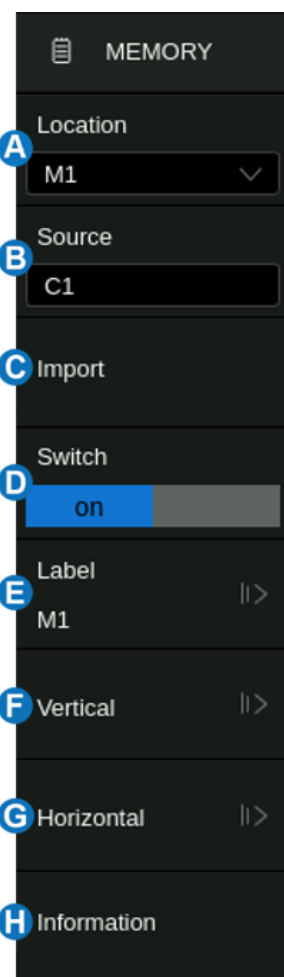 MEMORY
Location
A
M1
Source
B
C1
C
Import
Switch
D
on
Label
E
M1
F
Vertical
G
Horizontal
H
Information